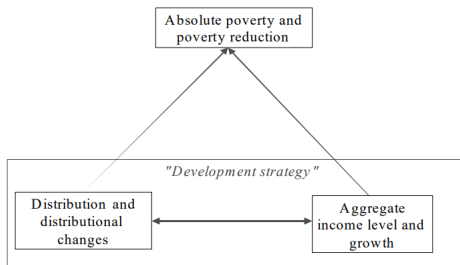 Absolute poverty and
poverty reduction
"Development strategy"
Distribution and
distributional
changes
Aggregate
income level and
growth